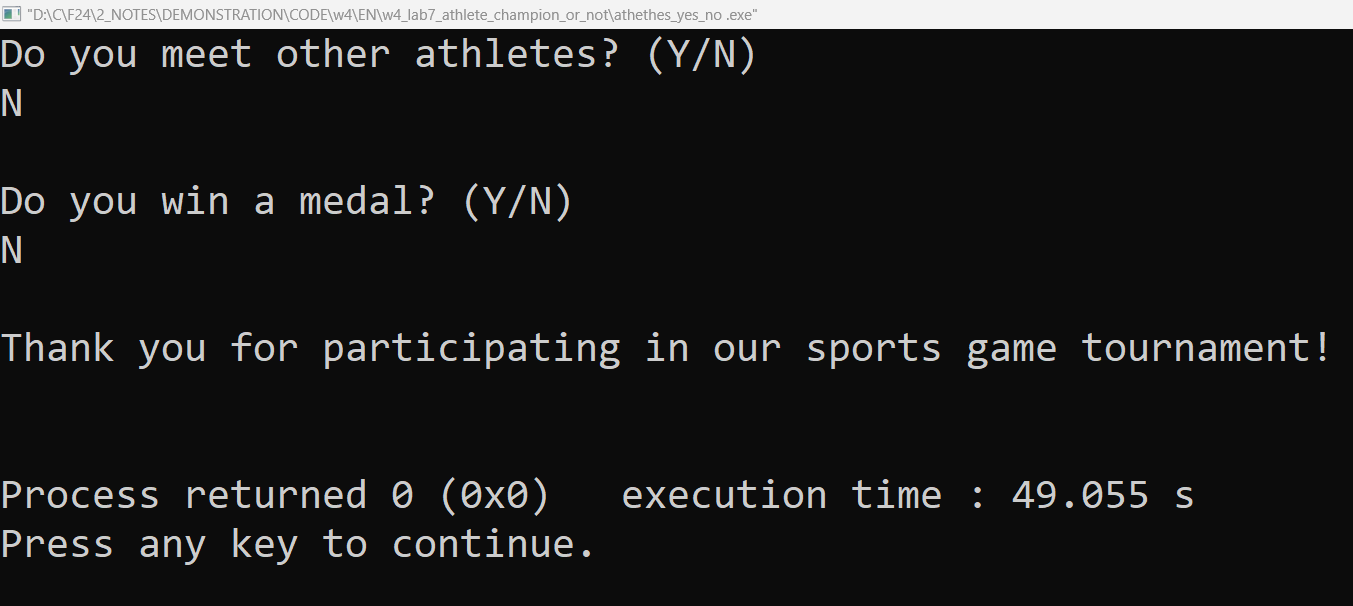 "D:\C\F24\2_NOTES\DEMONSTRATION\CODE\w4\EN\w4_lab7_athlete_champion_or_not\athethes_yes_no .exe"
Do you meet other athletes? (Y/N)
N
Do you win a medal? (Y/N)
N
Thank you for participating in our sports game tournament!
Process returned 0 (0x0)   execution time : 49.055 s
Press any key to continue.